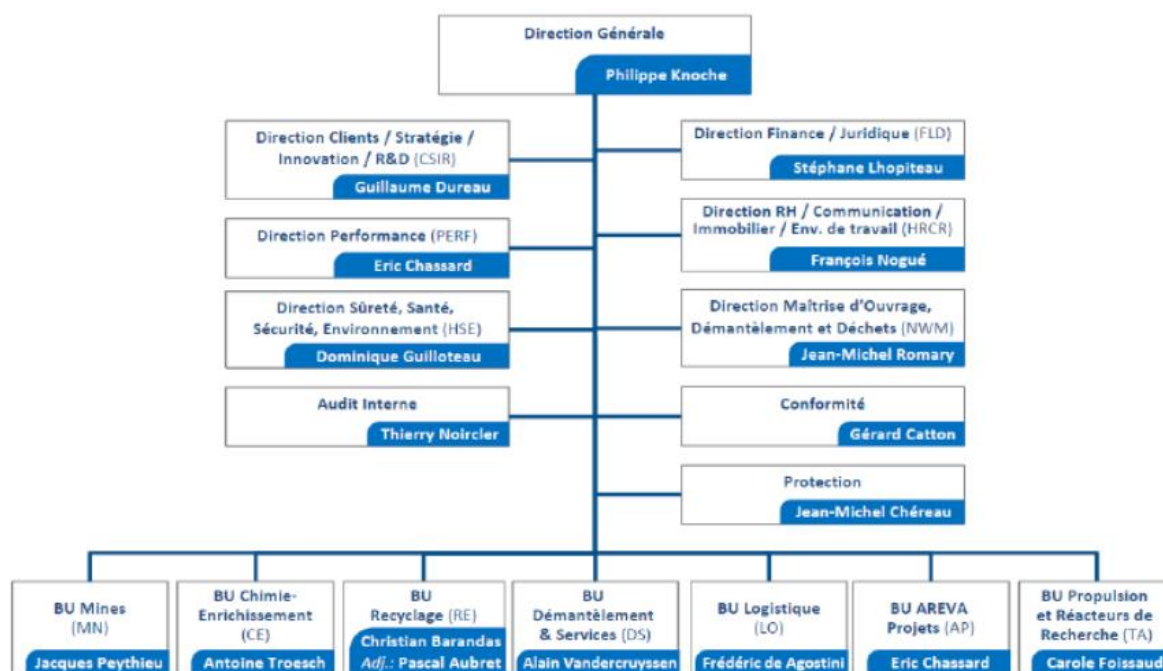 Direction Générale
Philippe Knoche
Direction Clients / Stratégie /
Innovation / R&D (CSIR)
Guillaume Dureau
Direction Finance / Juridique (FLD)
Stéphane Lhopiteau
Direction Performance (PERF)
Eric Chassard
Direction RH / Communication /
Immobilier / Env. de travail (HRCR)
François Nogué
Direction Sûreté, Santé,
Sécurité, Environnement (HSE)
Dominique Guilloteau
Direction Maîtrise d'Ouvrage,
Démantèlement et Déchets (NWM)
Jean-Michel Romary
Audit Interne
Thierry Noircler
Conformité
Gérard Catton
Protection
Jean-Michel Chéreau
BU Mines
(MN)
Jacques Peythieu
BU Chimie-
Enrichissement
(CE)
Antoine Troesch
BU
Recyclage (RE)
Christian Barandas
Adj.: Pascal Aubret
BU
Démantèlement
& Services (DS)
Alain Vandercruyssen
BU Logistique
(LO)
Frédéric de Agostini
BU AREVA
Projets (AP)
Eric Chassard
BU Propulsion
et Réacteurs de
Recherche (TA)
Carole Foissaud